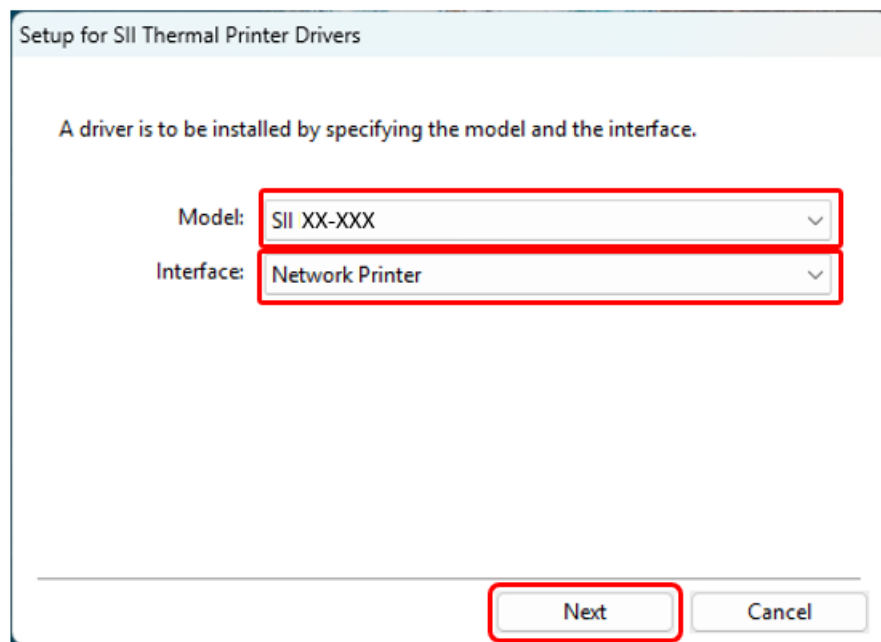 Setup for SII Thermal Printer Drivers
A driver is to be installed by specifying the model and the interface.
Model: SII XX-XXX
Interface: Network Printer
Next Cancel